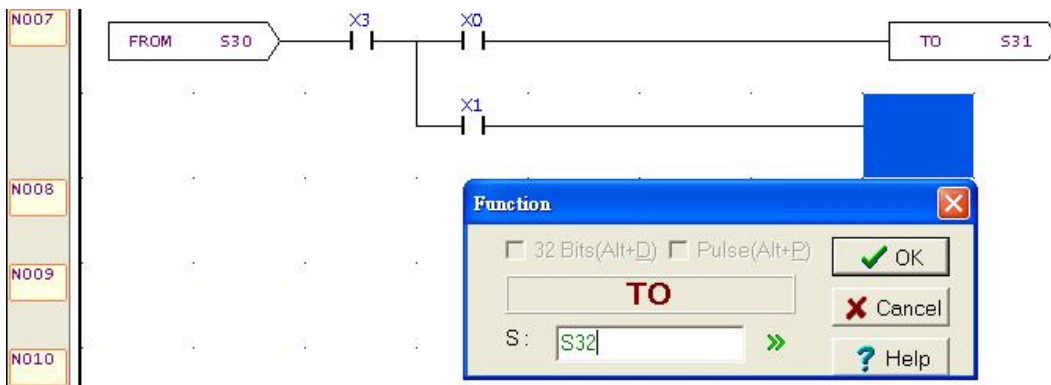 N007
X3
X0
FROM S30
TO S31
X1
N008
Function
32 Bits(Alt+D)
Pulse(Alt+P)
OK
N009
TO
Cancel
S: S32
N010
Help